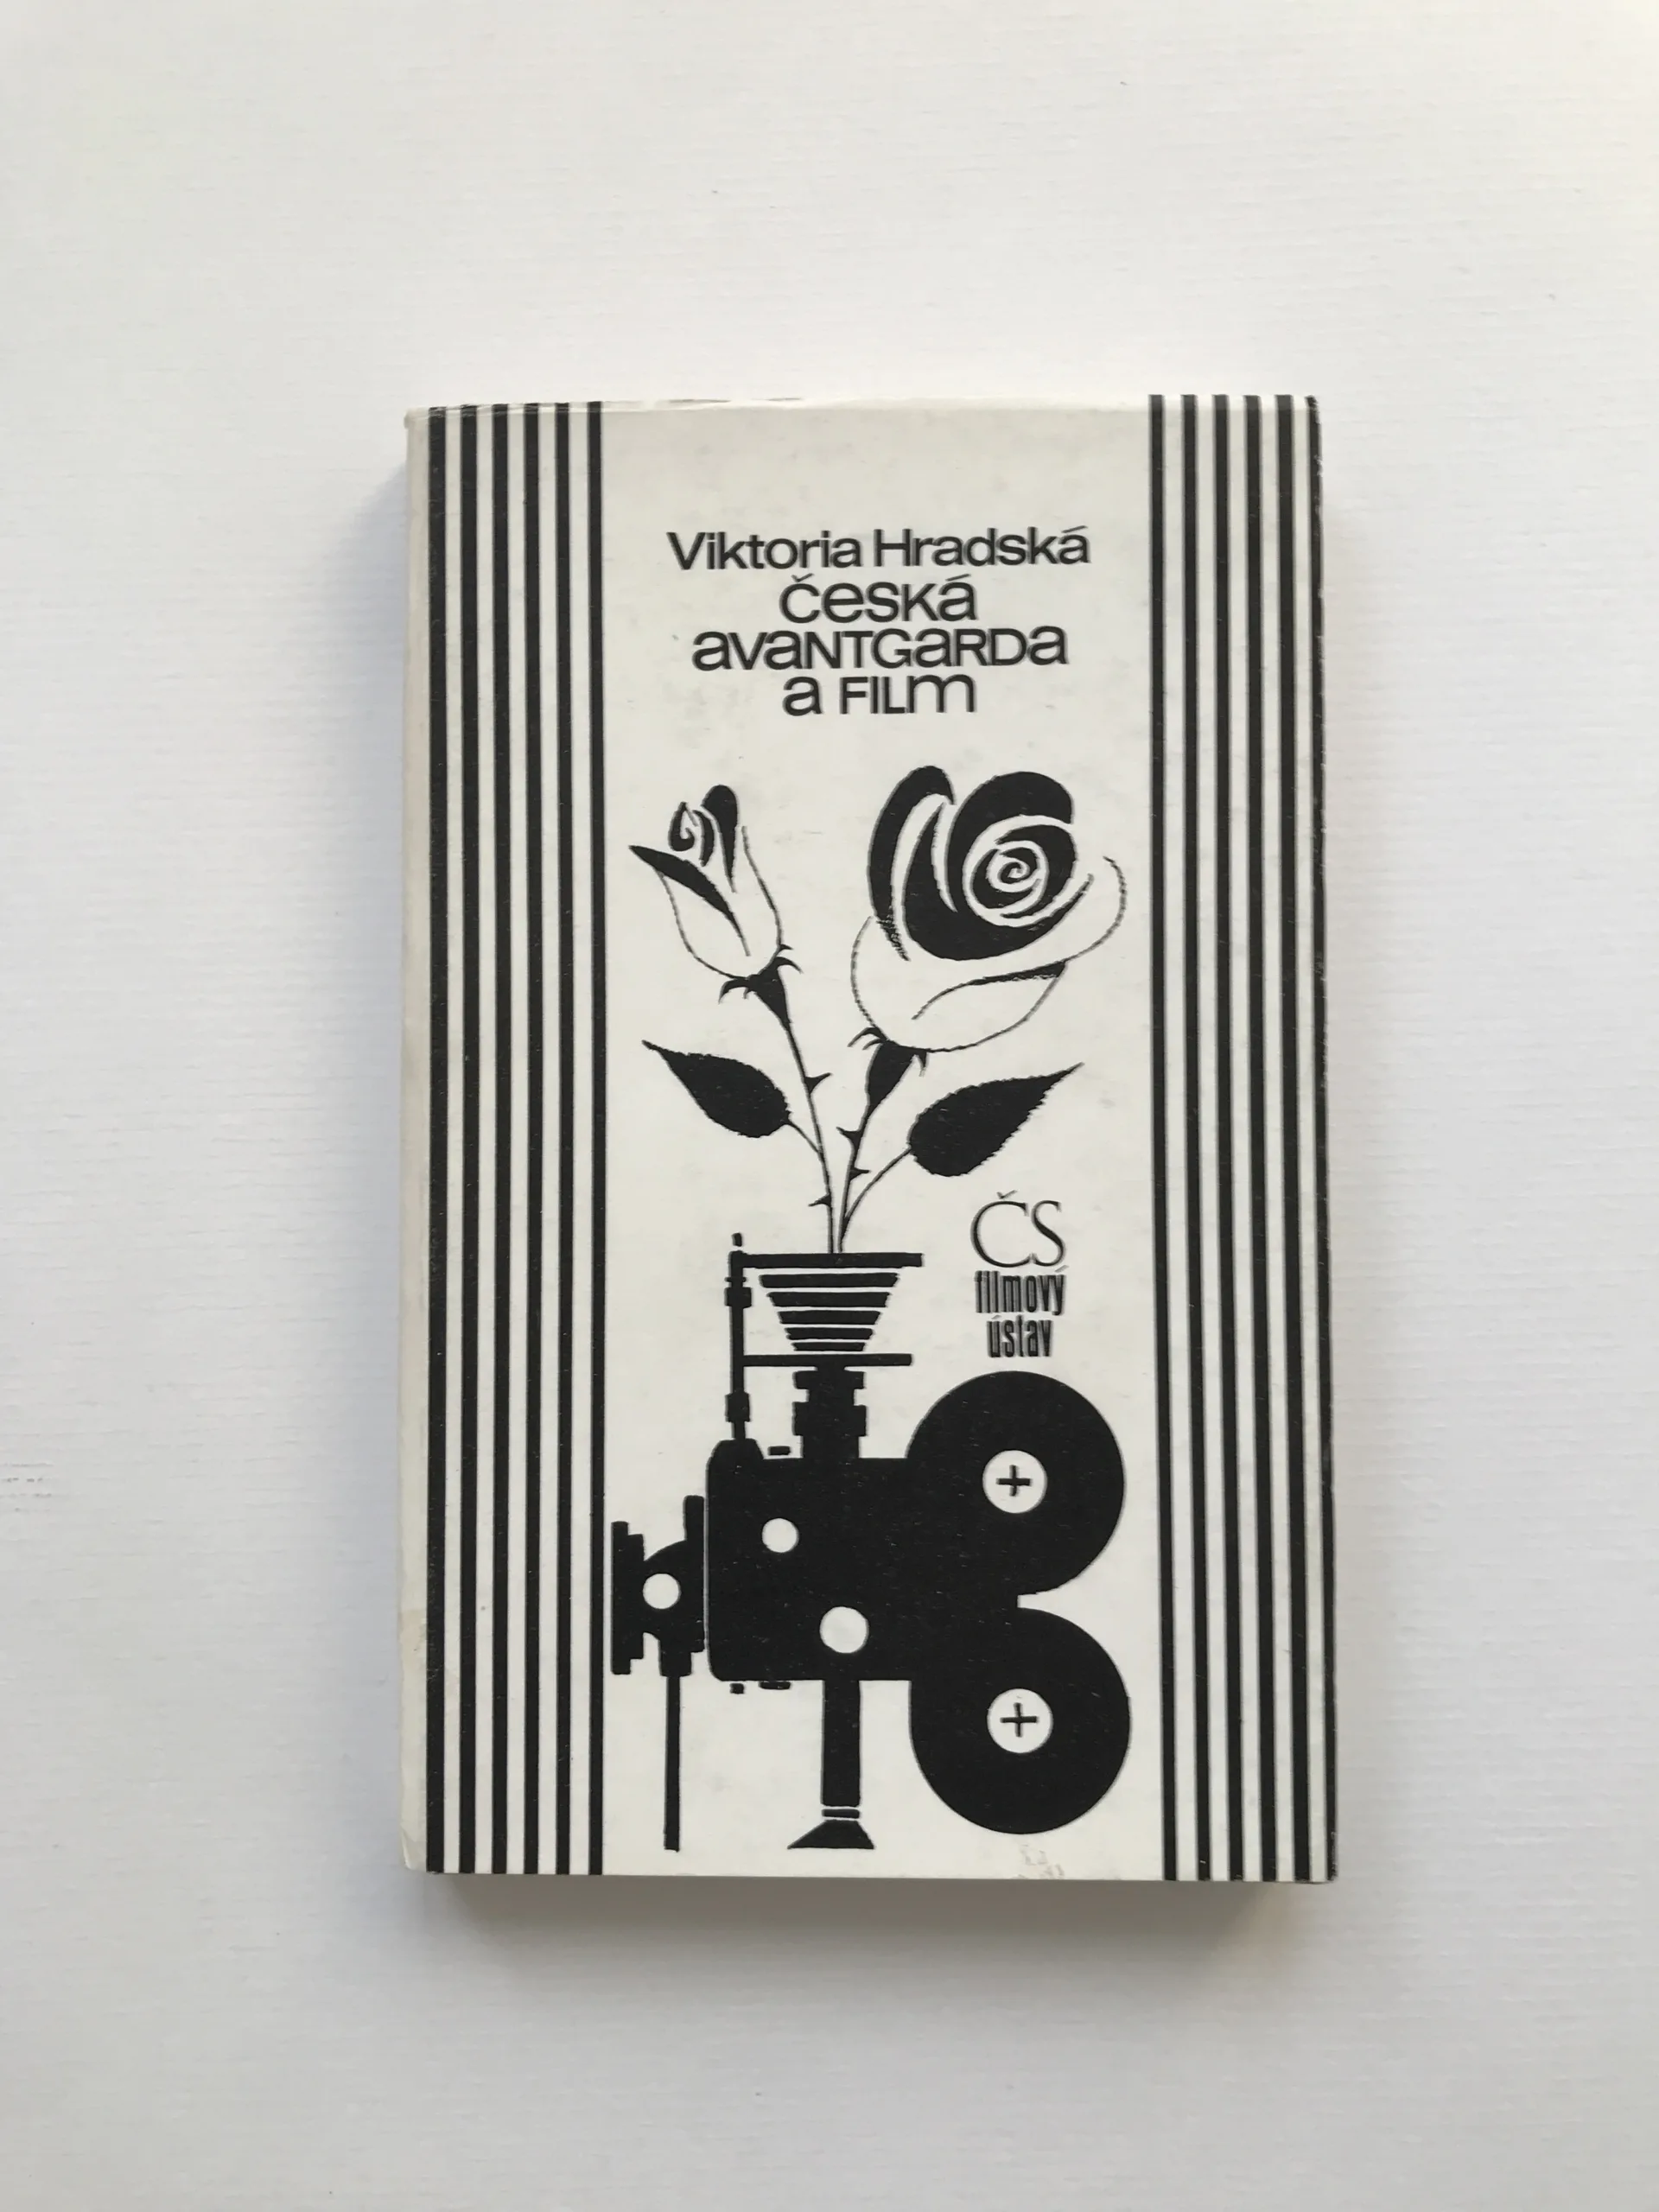 Viktoria Hradská
česká
avantgarda
a film
ČS
filmový
ústav